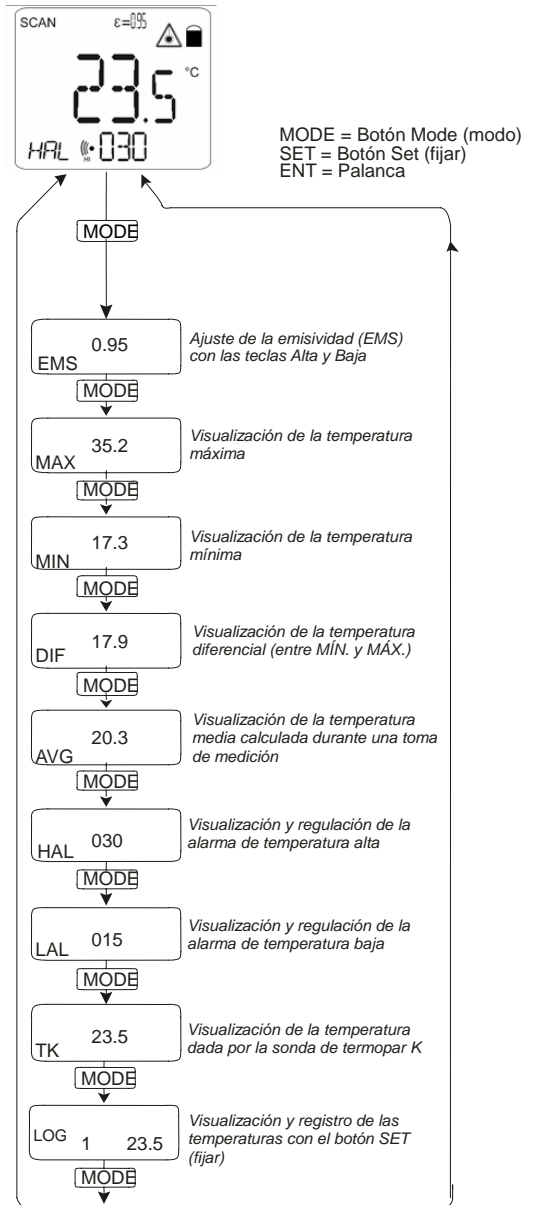 SCAN ε=0.95
23.5 °C
HAL HI 030
MODE = Botón Mode (modo)
SET = Botón Set (fijar)
ENT = Palanca
MODE
0.95
EMS
Ajuste de la emisividad (EMS)
con las teclas Alta y Baja
MODE
35.2
MAX
Visualización de la temperatura
máxima
MODE
17.3
MIN
Visualización de la temperatura
mínima
MODE
17.9
DIF
Visualización de la temperatura
diferencial (entre MÍN. y MÁX.)
MODE
20.3
AVG
Visualización de la temperatura
media calculada durante una toma
de medición
MODE
030
HAL
Visualización y regulación de la
alarma de temperatura alta
MODE
015
LAL
Visualización y regulación de la
alarma de temperatura baja
MODE
23.5
TK
Visualización de la temperatura
dada por la sonda de termopar K
MODE
LOG 1 23.5
Visualización y registro de las
temperaturas con el botón SET
(fijar)
MODE